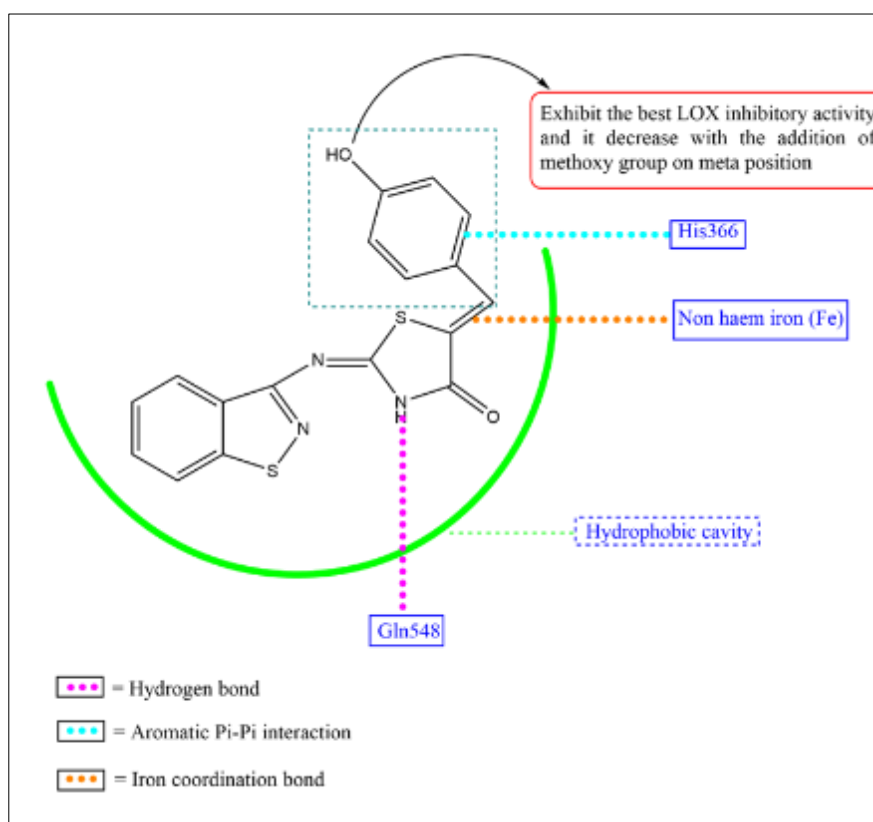 Exhibit the best LOX inhibitory activity
and it decrease with the addition of
methoxy group on meta position
HO
His366
Non haem iron (Fe)
S
N
N
H
O
N
S
Hydrophobic cavity
Gln548
= Hydrogen bond
= Aromatic Pi-Pi interaction
= Iron coordination bond